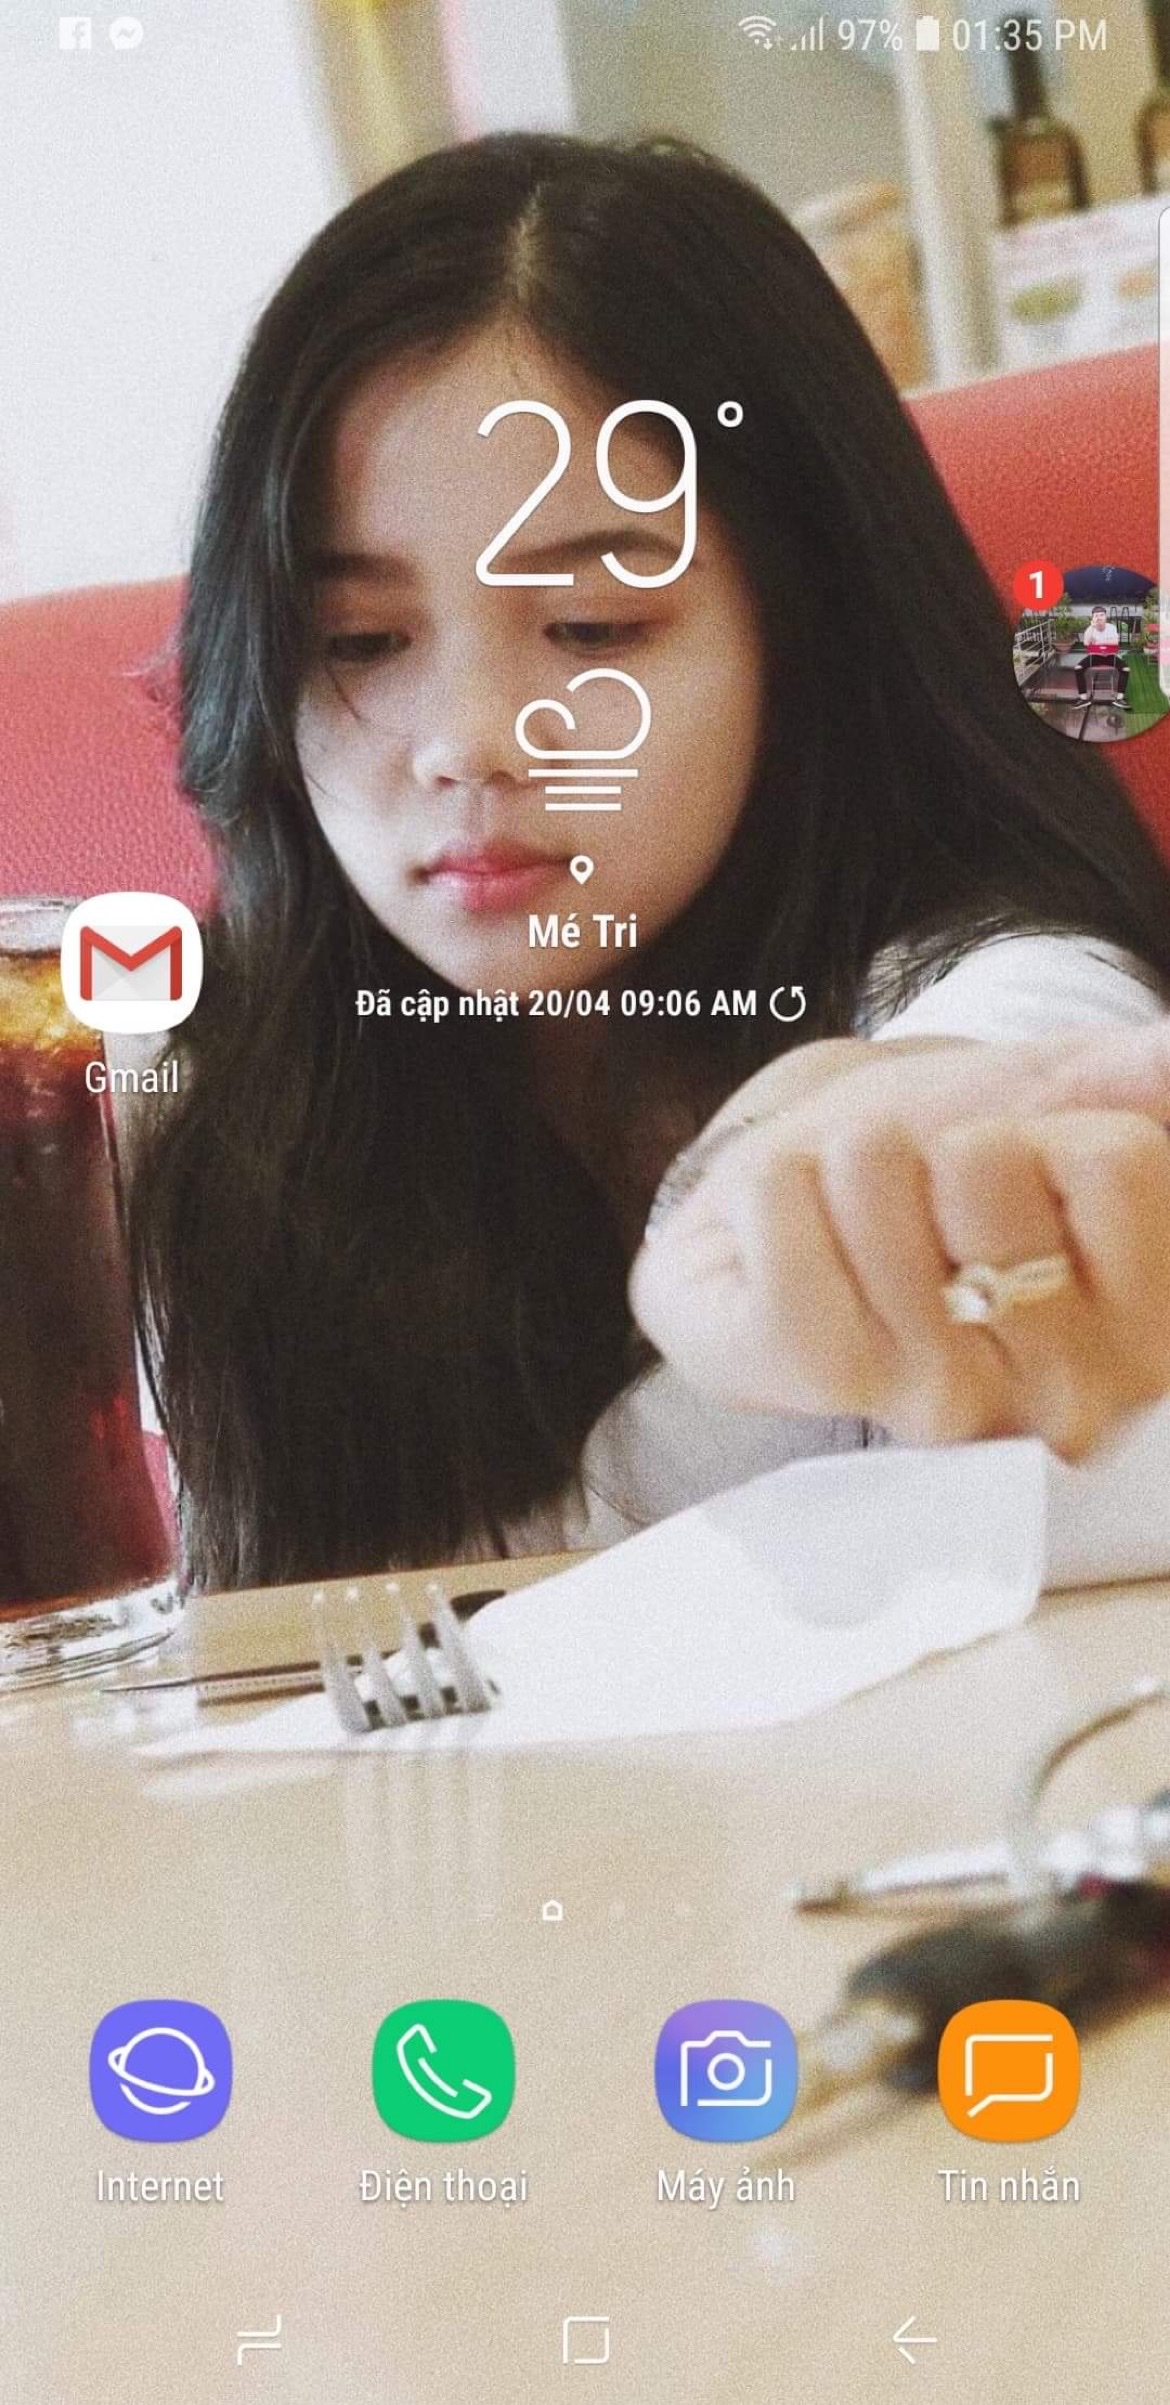 97% 01:35 PM
29°
1
Mé Tri
Đã cập nhật 20/04 09:06 AM
Gmail
Internet
Điện thoại
Máy ảnh
Tin nhắn